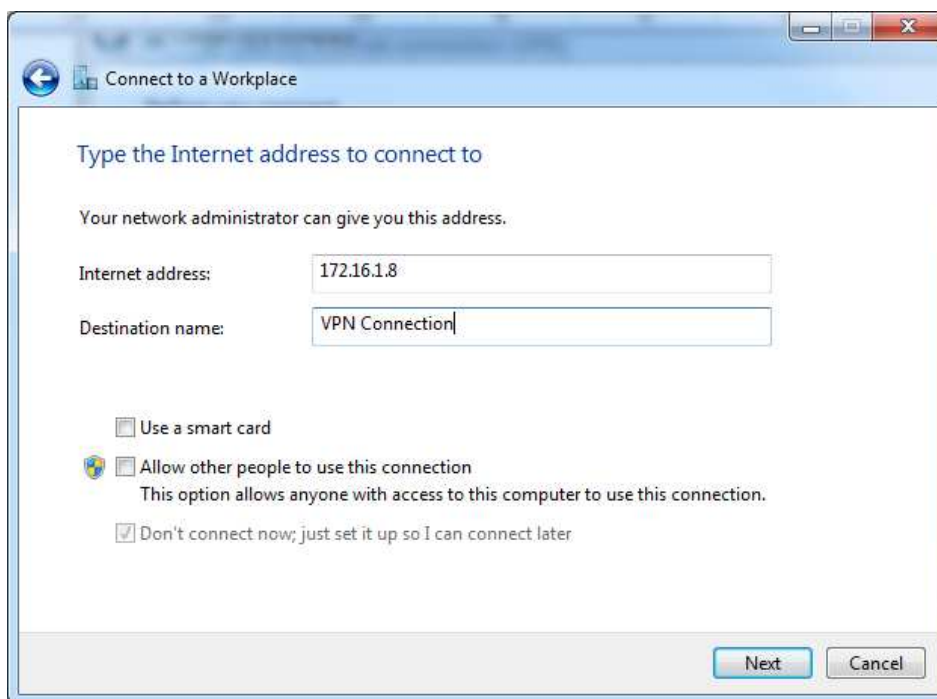 Connect to a Workplace
Type the Internet address to connect to
Your network administrator can give you this address.
Internet address: 172.16.1.8
Destination name: VPN Connection
Use a smart card
Allow other people to use this connection
This option allows anyone with access to this computer to use this connection.
Don't connect now; just set it up so I can connect later
Next Cancel